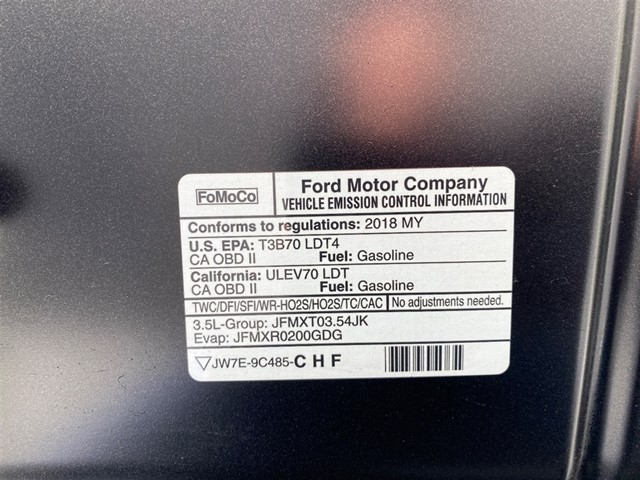 FoMoCo
Ford Motor Company
VEHICLE EMISSION CONTROL INFORMATION
Conforms to regulations: 2018 MY
U.S. EPA: T3B70 LDT4
CA OBD II Fuel: Gasoline
California: ULEV70 LDT
CA OBD II Fuel: Gasoline
TWC/DFI/SFI/WR-HO2S/HO2S/TC/CAC No adjustments needed.
3.5L-Group: JFMXT03.54JK
Evap: JFMXR0200GDG
JW7E-9C485-CHF